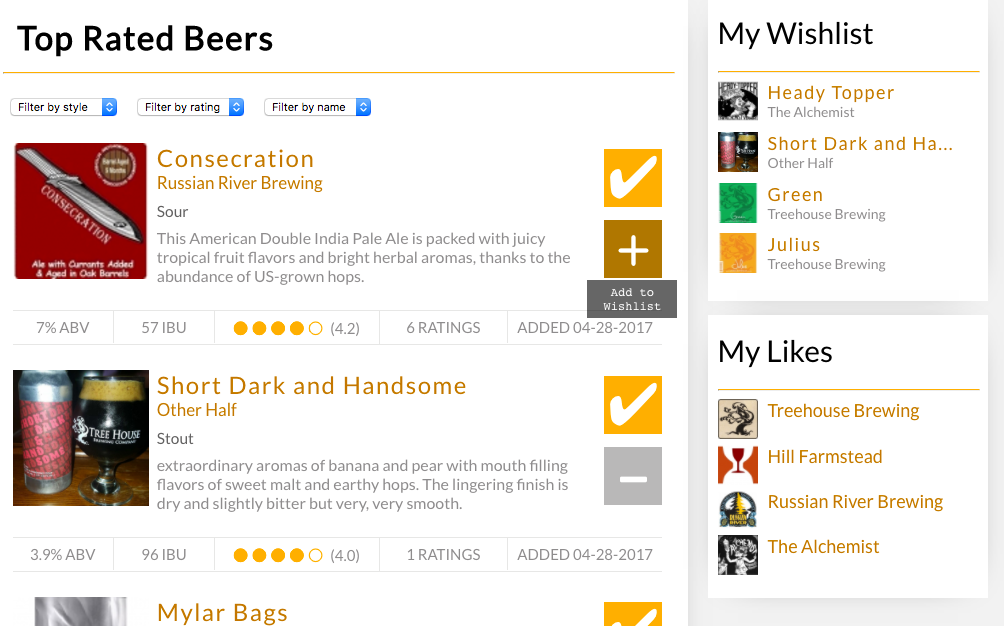 Top Rated Beers
Filter by style
Filter by rating
Filter by name
CONSECRATION
Ale with Currants Added
& Aged in Oak Barrels
Consecration
Russian River Brewing
Sour
This American Double India Pale Ale is packed with juicy
tropical fruit flavors and bright herbal aromas, thanks to the
abundance of US-grown hops.
Add to
Wishlist
7% ABV
57 IBU
(4.2)
6 RATINGS
ADDED 04-28-2017
TREE HOUSE
BREWING COMPANY
Short Dark and Handsome
Other Half
Stout
extraordinary aromas of banana and pear with mouth filling
flavors of sweet malt and earthy hops. The lingering finish is
dry and slightly bitter but very, very smooth.
3.9% ABV
96 IBU
(4.0)
1 RATINGS
ADDED 04-28-2017
Mylar Bags
My Wishlist
HEADY TOPPER
Heady Topper
The Alchemist
Short Dark and Ha...
Other Half
Green
Treehouse Brewing
Julius
Treehouse Brewing
My Likes
Treehouse Brewing
Hill Farmstead
Russian River Brewing
The Alchemist